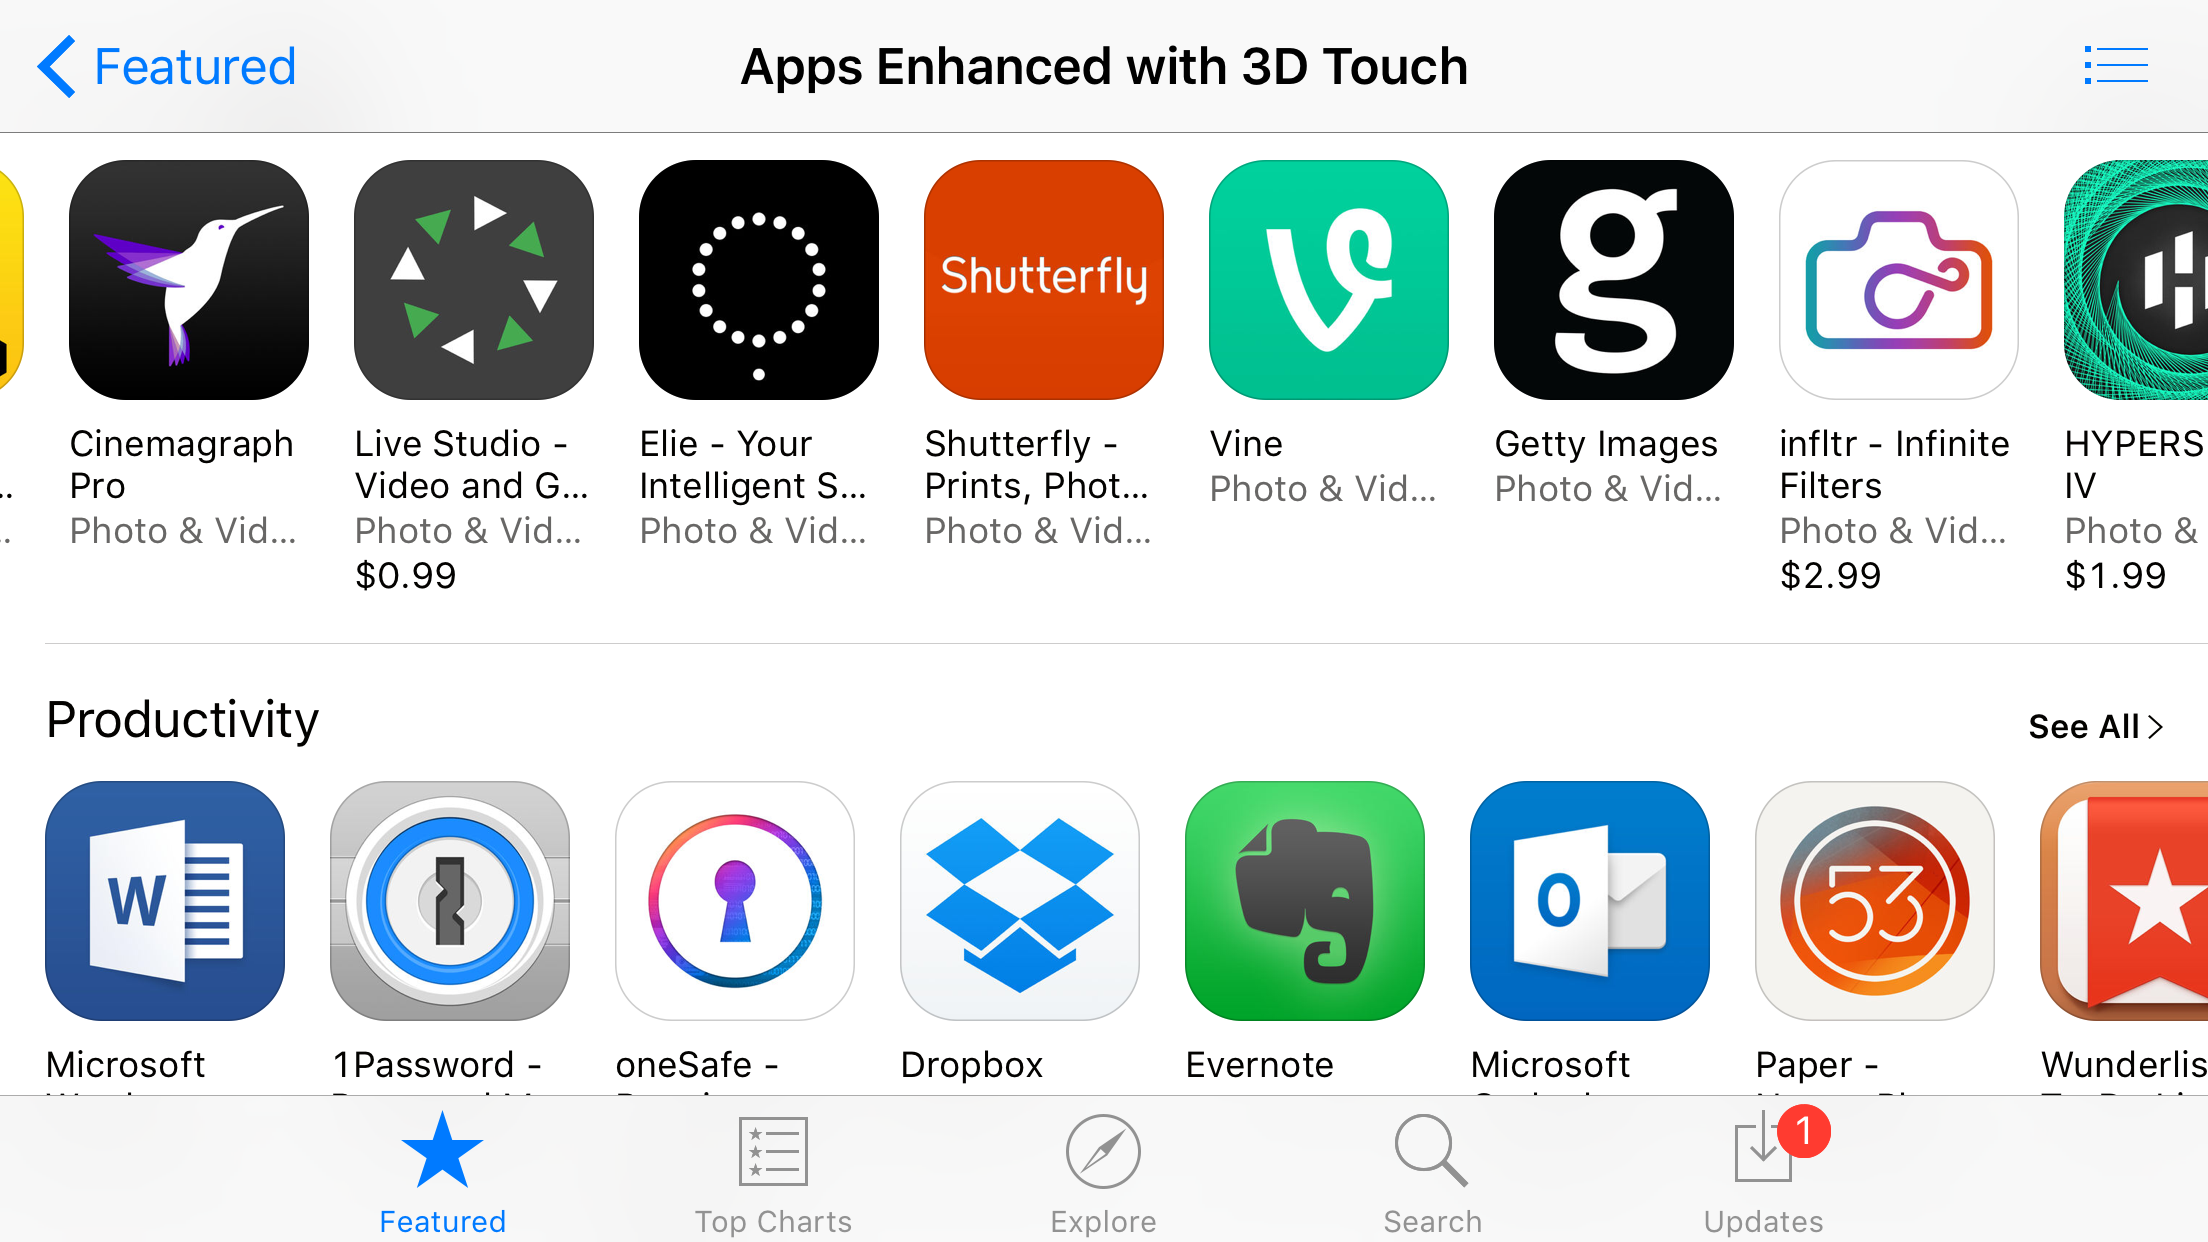 Featured
Apps Enhanced with 3D Touch
Shutterfly
Cinemagraph Pro
Photo & Vid...
Live Studio - Video and G...
Photo & Vid...
$0.99
Elie - Your Intelligent S...
Photo & Vid...
Shutterfly - Prints, Phot...
Photo & Vid...
Vine
Photo & Vid...
Getty Images
Photo & Vid...
infltr - Infinite Filters
Photo & Vid...
$2.99
HYPERS
IV
Photo &
$1.99
Productivity
See All
W
O
53
Microsoft
1Password -
oneSafe -
Dropbox
Evernote
Microsoft
Paper -
Wunderlis
Featured
Top Charts
Explore
Search
Updates
1